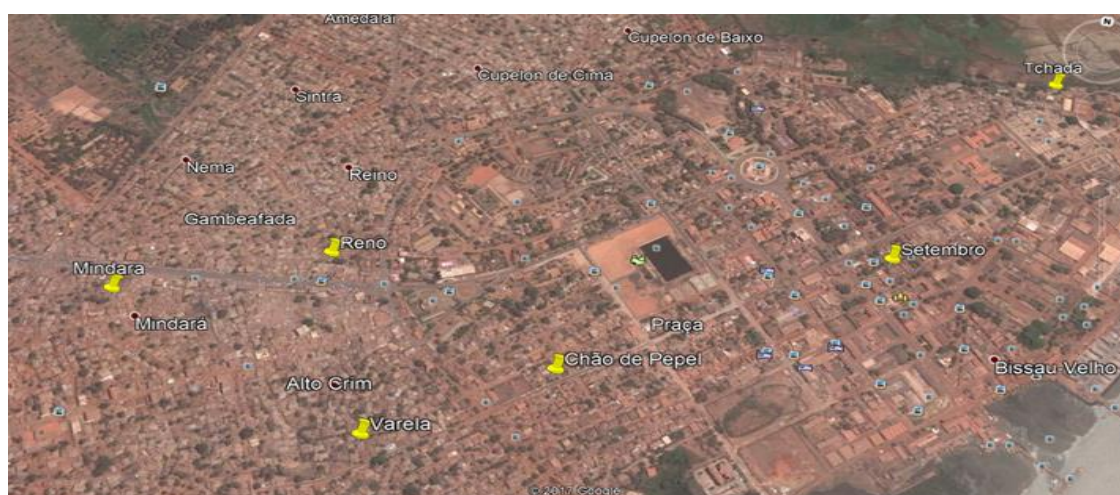 Amedalai
Cupelon de Baixo
Tchada
Cupelon de Cima
Sintra
Nema
Reino
Gambeafada
Reno
Setembro
Mindara
Mindará
Praça
Chão de Pepel
Bissau-Velho
Alto Crim
Varela
© 2017 Google
N